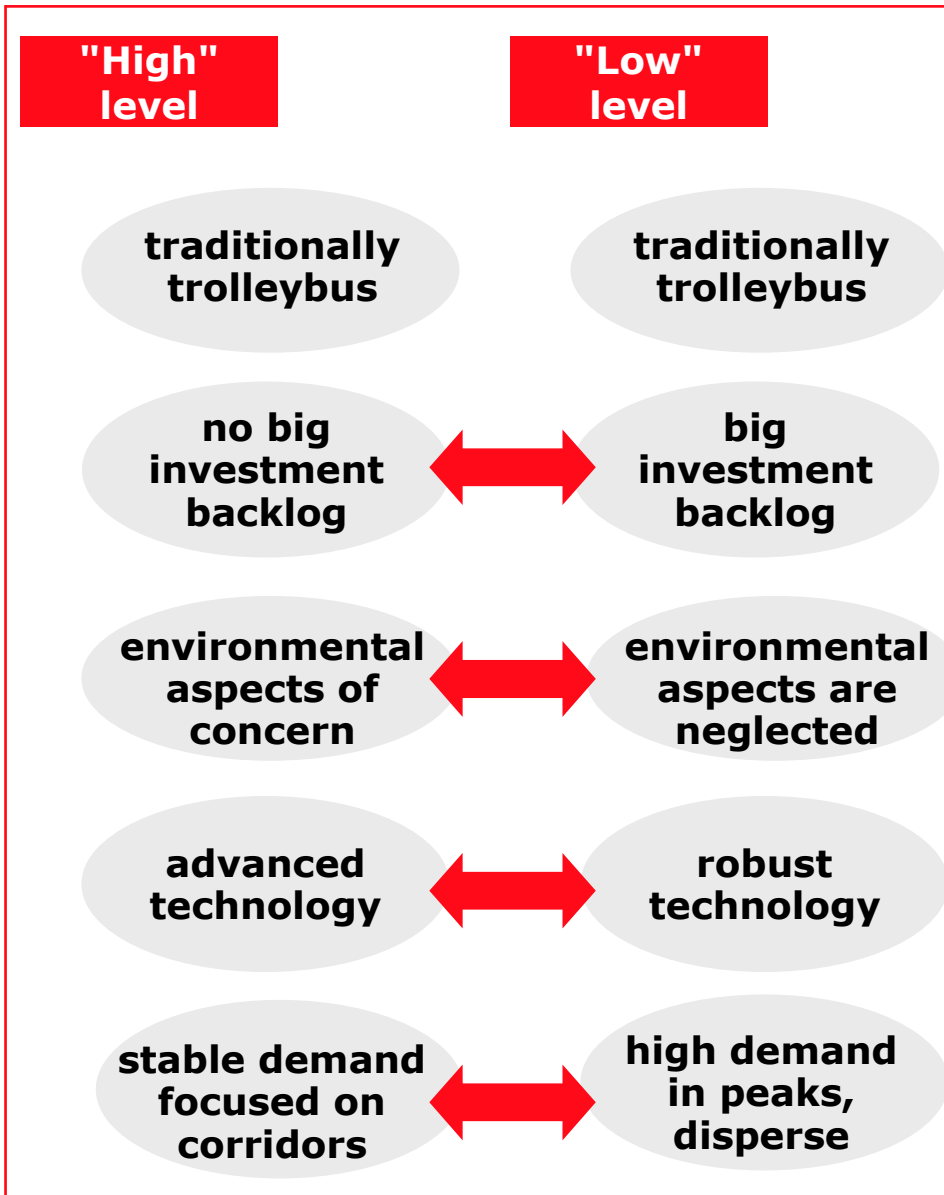 "High"
level
"Low"
level
traditionally
trolleybus
traditionally
trolleybus
no big
investment
backlog
big
investment
backlog
environmental
aspects of
concern
environmental
aspects are
neglected
advanced
technology
robust
technology
stable demand
focused on
corridors
high demand
in peaks,
disperse